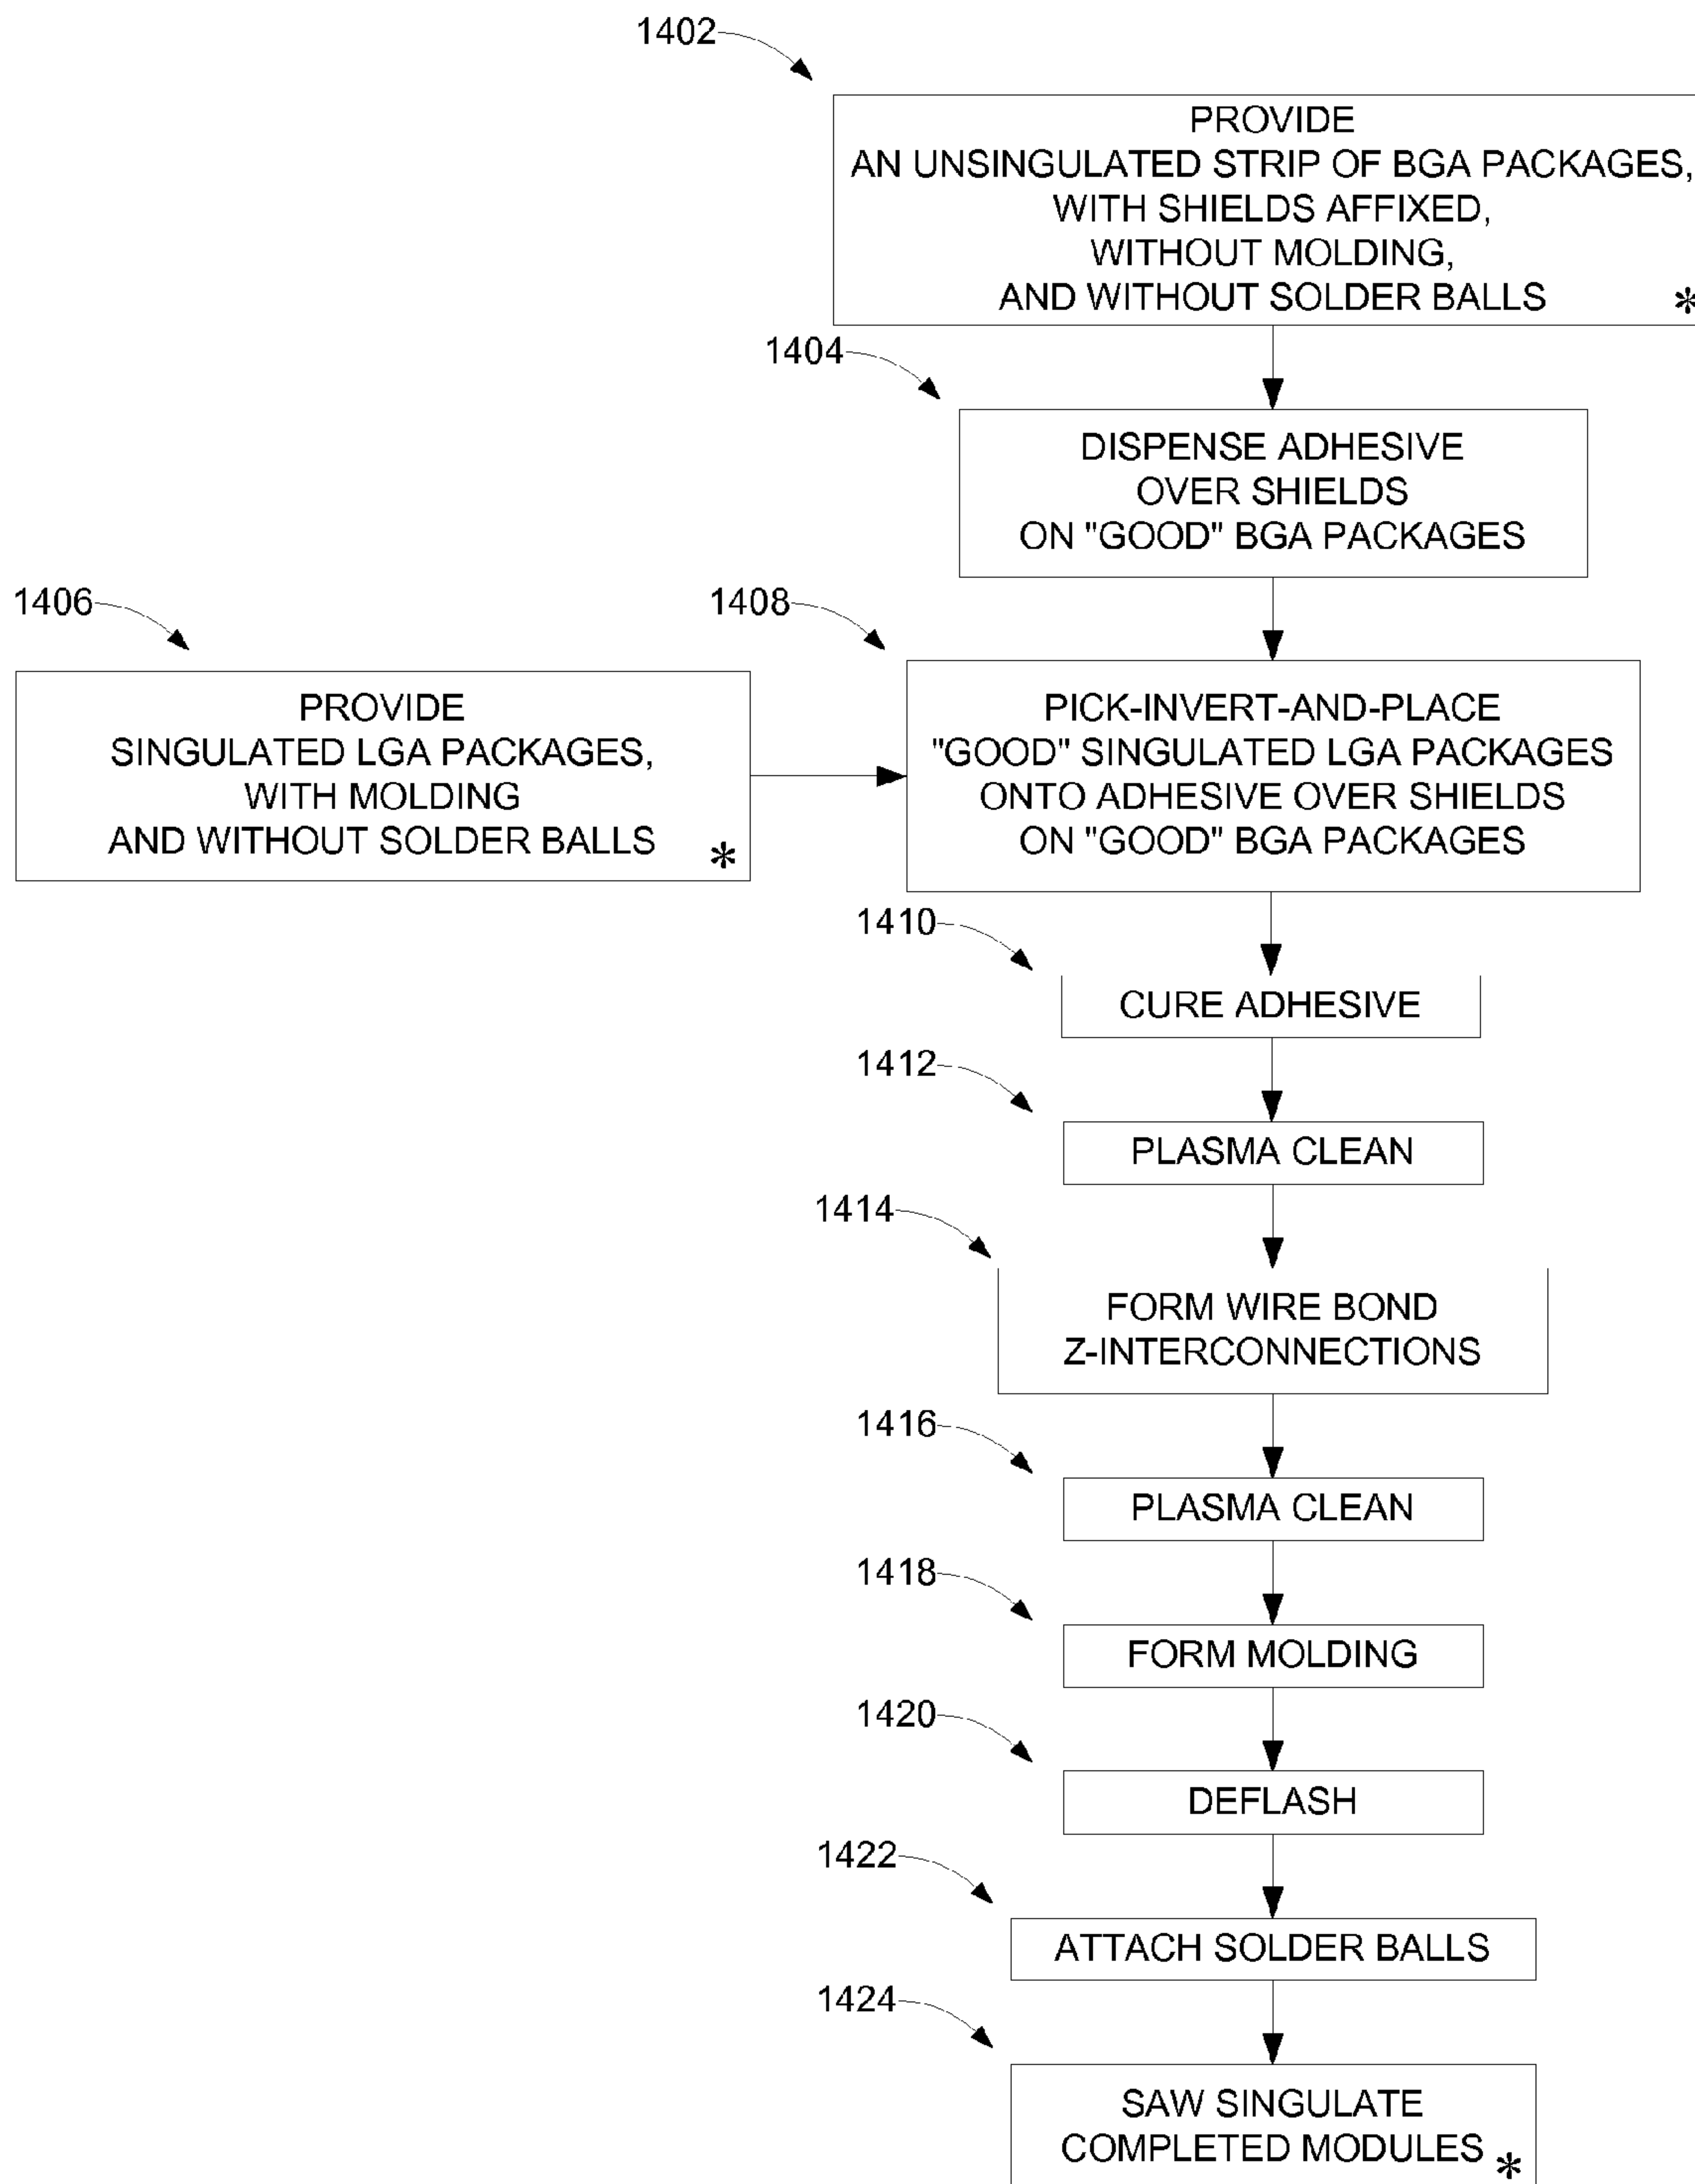 1402
PROVIDE
AN UNSINGULATED STRIP OF BGA PACKAGES,
WITH SHIELDS AFFIXED,
WITHOUT MOLDING,
AND WITHOUT SOLDER BALLS *
1404
DISPENSE ADHESIVE
OVER SHIELDS
ON "GOOD" BGA PACKAGES
1406
PROVIDE
SINGULATED LGA PACKAGES,
WITH MOLDING
AND WITHOUT SOLDER BALLS *
1408
PICK-INVERT-AND-PLACE
"GOOD" SINGULATED LGA PACKAGES
ONTO ADHESIVE OVER SHIELDS
ON "GOOD" BGA PACKAGES
1410
CURE ADHESIVE
1412
PLASMA CLEAN
1414
FORM WIRE BOND
Z-INTERCONNECTIONS
1416
PLASMA CLEAN
1418
FORM MOLDING
1420
DEFLASH
1422
ATTACH SOLDER BALLS
1424
SAW SINGULATE
COMPLETED MODULES *